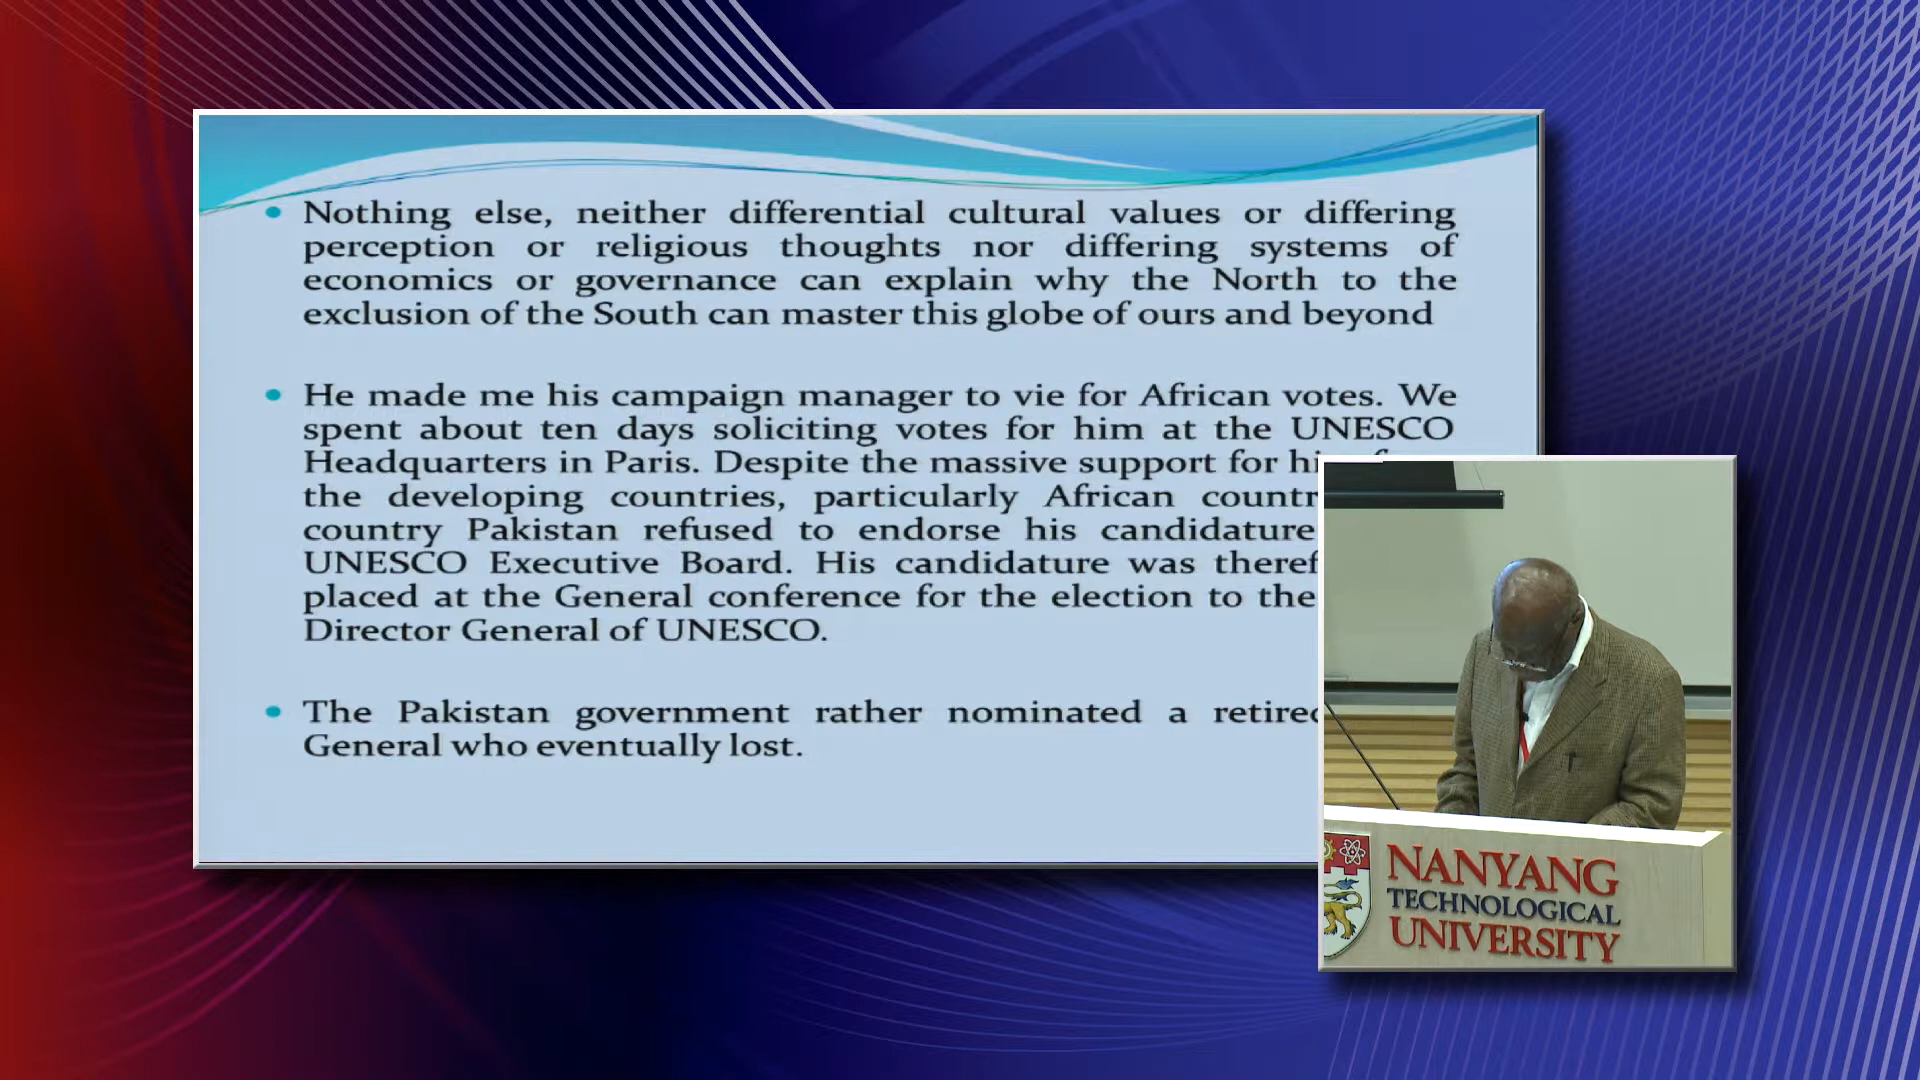 Nothing else, neither differential cultural values or differing
perception or religious thoughts nor differing systems of
economics or governance can explain why the North to the
exclusion of the South can master this globe of ours and beyond
He made me his campaign manager to vie for African votes. We
spent about ten days soliciting votes for him at the UNESCO
Headquarters in Paris. Despite the massive support for
the developing countries, particularly African
country Pakistan refused to endorse his candidature
UNESCO Executive Board. His candidature was
placed at the General conference for the election to the
Director General of UNESCO.
The Pakistan government rather nominated a
General who eventually lost.
NANYANG
TECHNOLOGICAL
UNIVERSITY